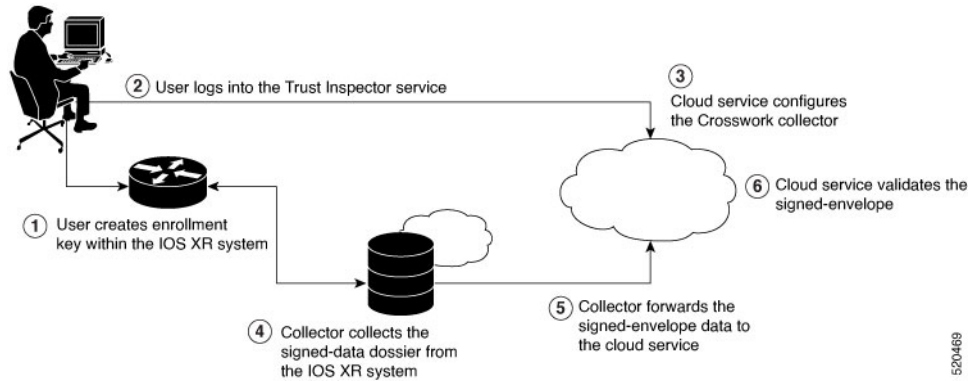 2 User logs into the Trust Inspector service
3
Cloud service configures
the Crosswork collector
6 Cloud service validates the
signed-envelope
1 User creates enrollment
key within the IOS XR system
4 Collector collects the
signed-data dossier from
the IOS XR system
5 Collector forwards the
signed-envelope data to
the cloud service
520469